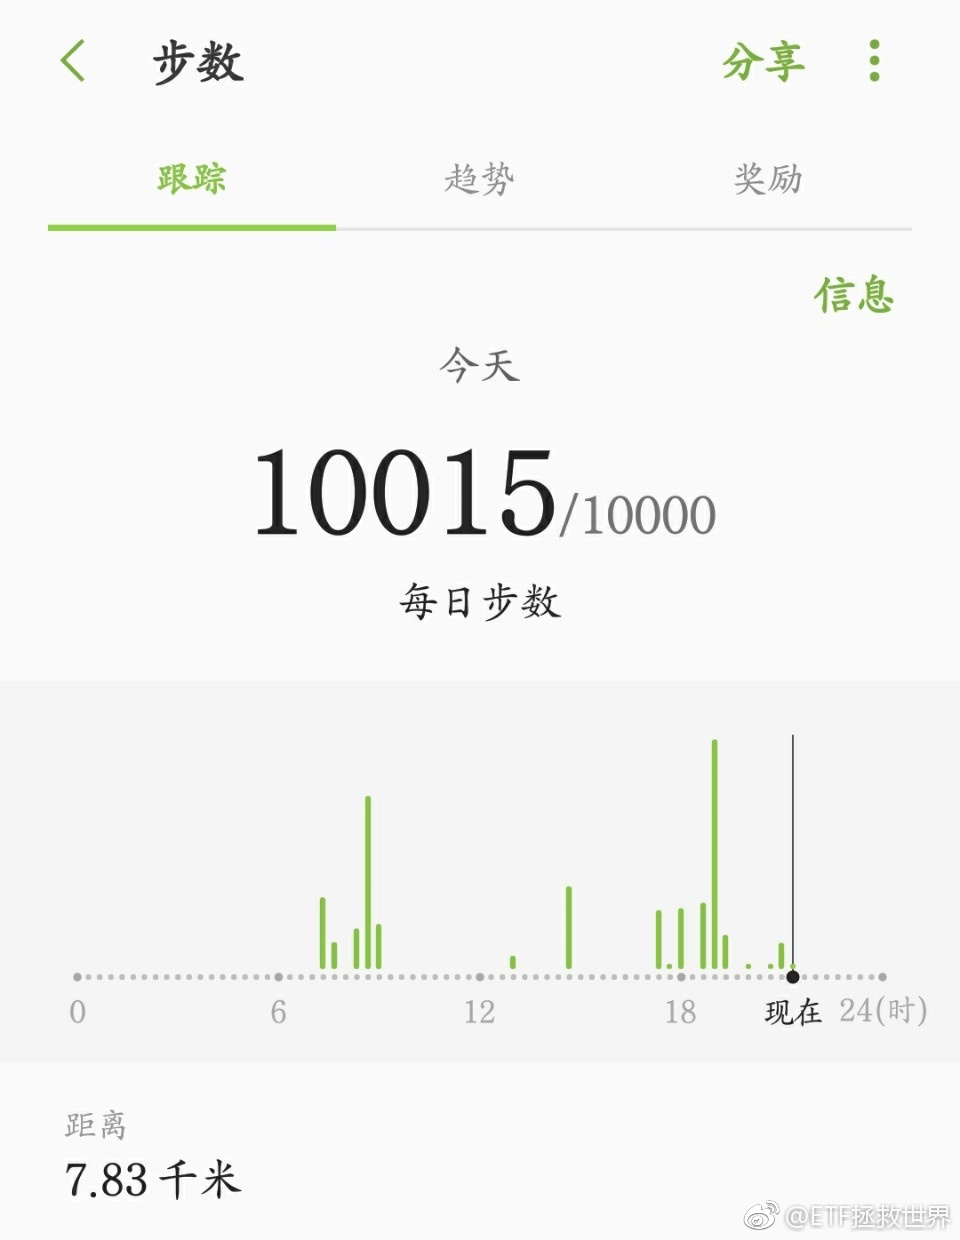 步数 分享
跟踪 趋势 奖励
信息
今天
10015/10000
每日步数
0 6 12 18 现在 24(时)
距离
7.83 千米
@ETF拯救世界